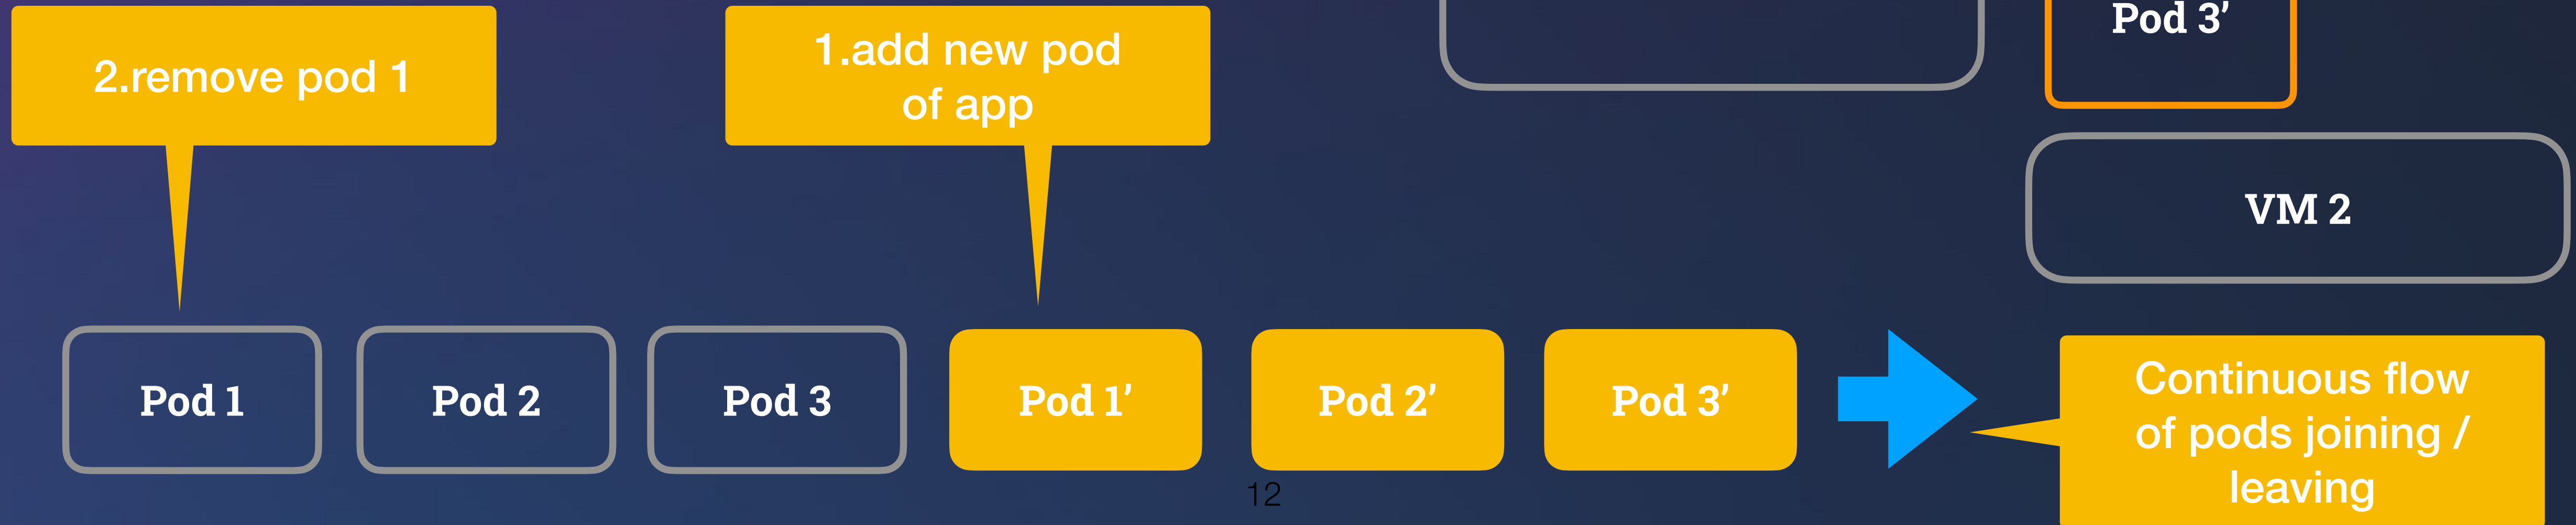 2.remove pod 1
1.add new pod
of app
Pod 3’
VM 2
Pod 1
Pod 2
Pod 3
Pod 1’
Pod 2’
Pod 3’
Continuous flow
of pods joining /
leaving
12